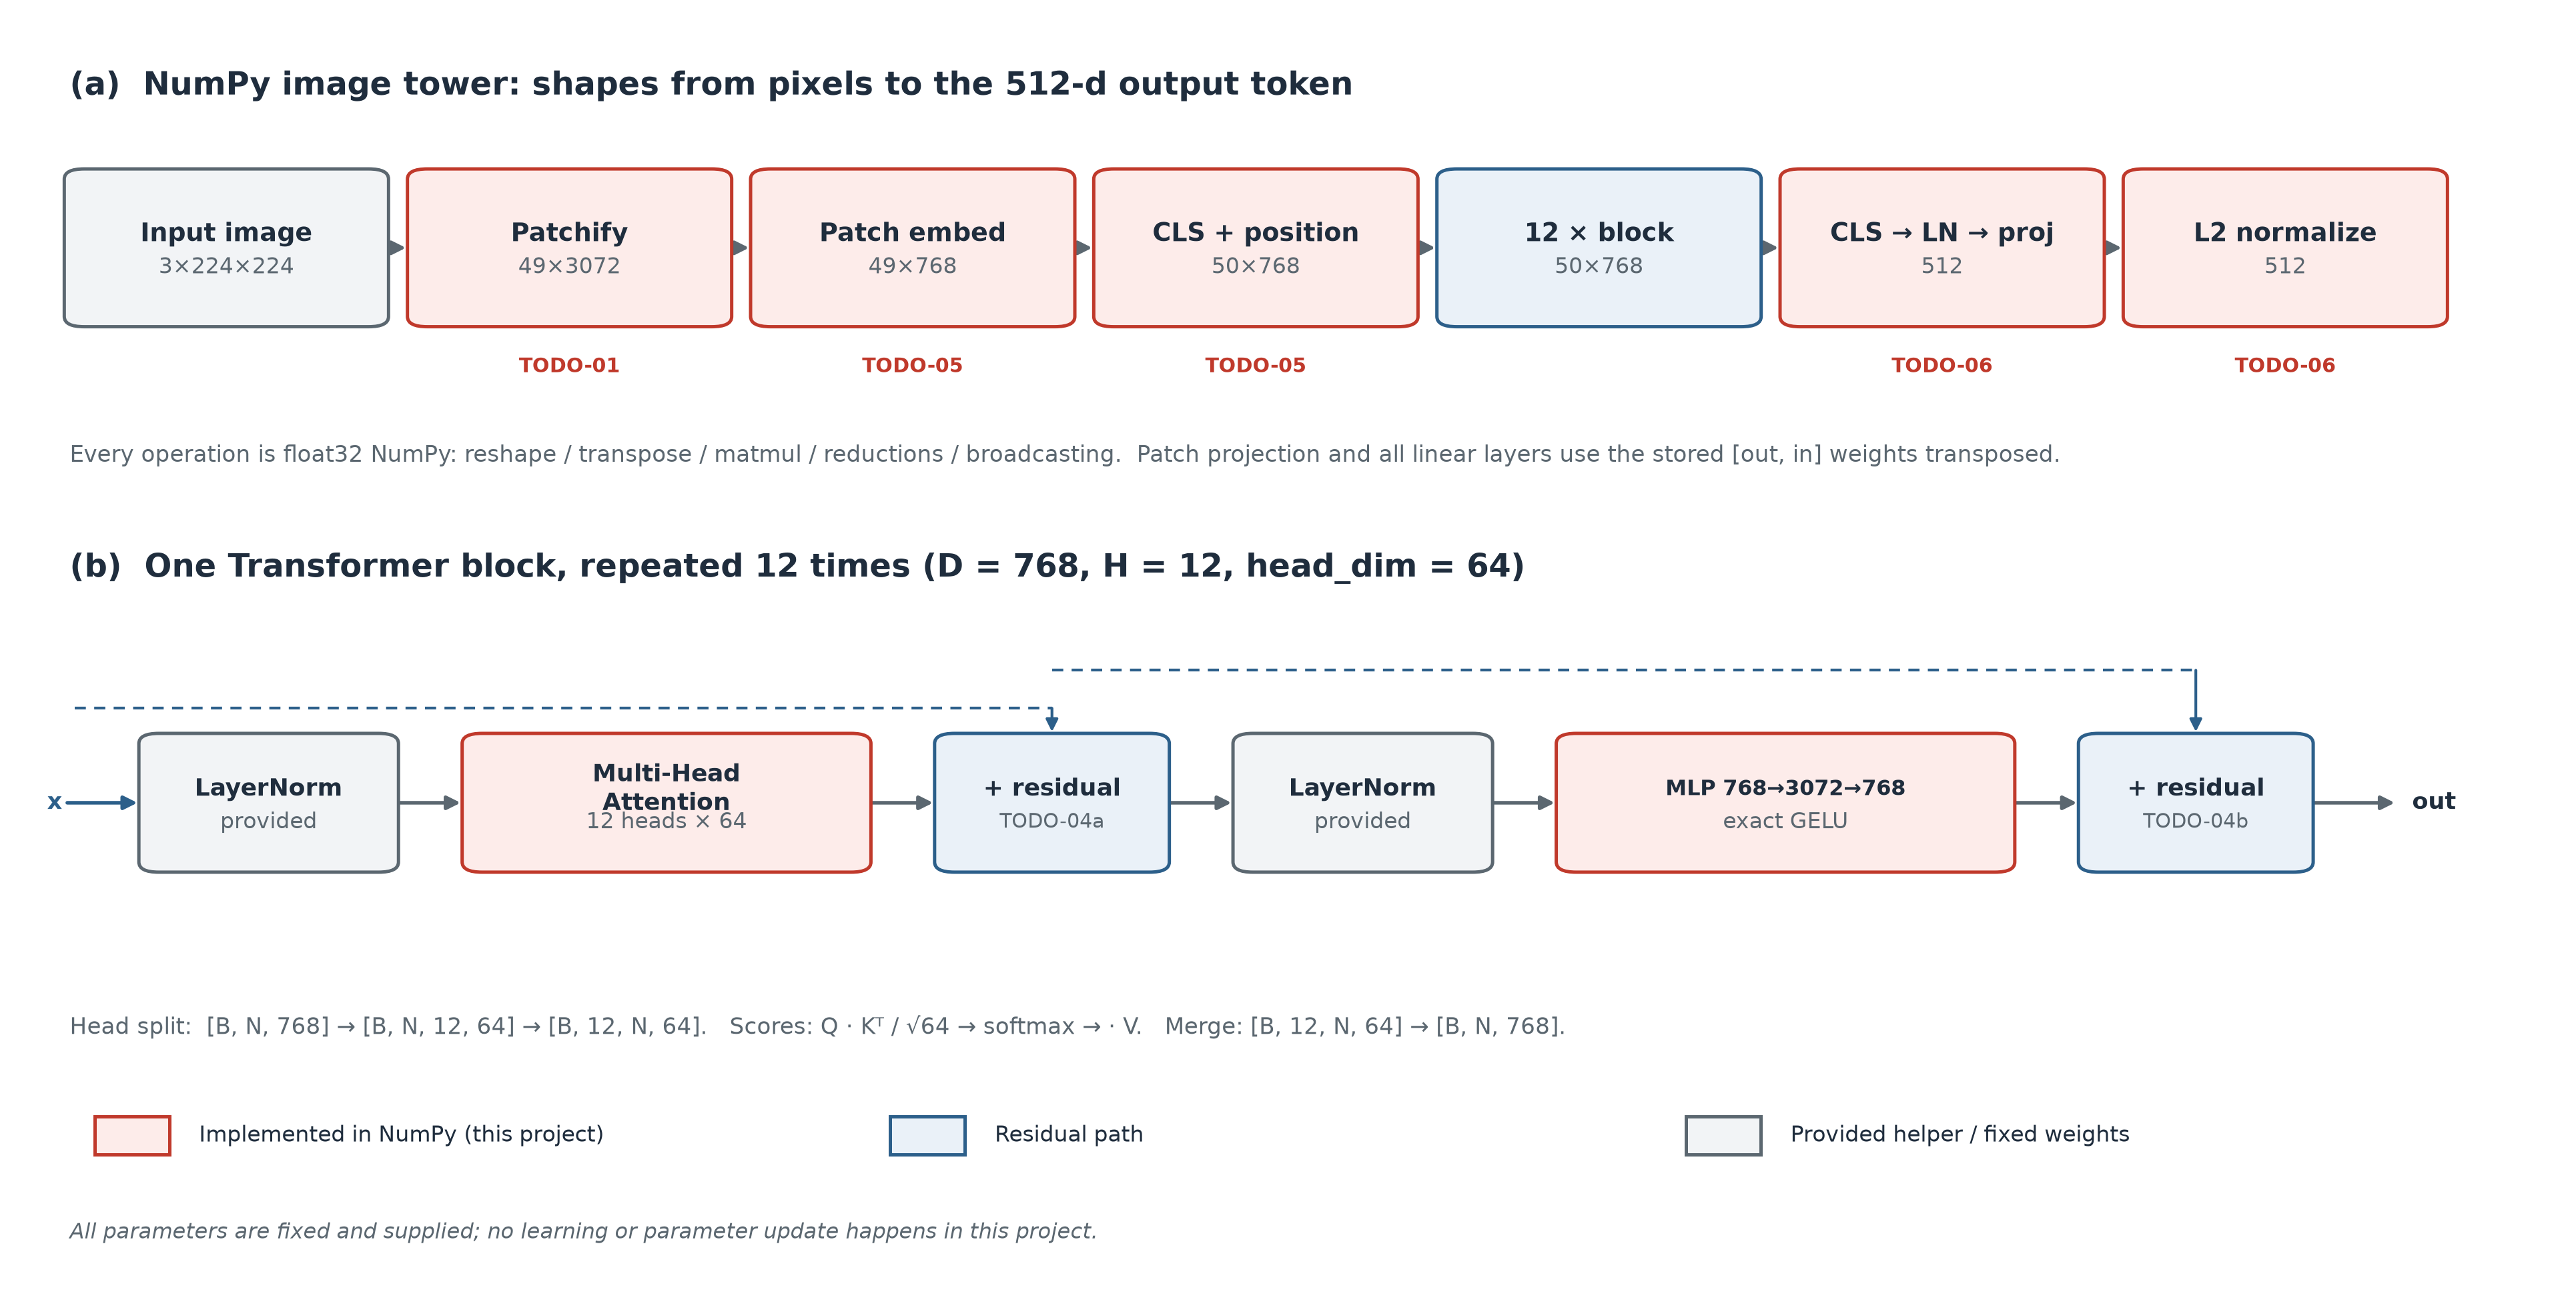 (a)  NumPy image tower: shapes from pixels to the 512-d output token
Input image
3×224×224
Patchify
49×3072
Patch embed
49×768
CLS + position
50×768
12 × block
50×768
CLS → LN → proj
512
L2 normalize
512
TODO-01
TODO-05
TODO-05
TODO-06
TODO-06
Every operation is float32 NumPy: reshape / transpose / matmul / reductions / broadcasting.  Patch projection and all linear layers use the stored [out, in] weights transposed.
(b)  One Transformer block, repeated 12 times (D = 768, H = 12, head_dim = 64)
x
LayerNorm
provided
Multi-Head
Attention
12 heads × 64
+ residual
TODO-04a
LayerNorm
provided
MLP 768→3072→768
exact GELU
+ residual
TODO-04b
out
Head split:  [B, N, 768] → [B, N, 12, 64] → [B, 12, N, 64].   Scores: Q · Kᵀ / √64 → softmax → · V.   Merge: [B, 12, N, 64] → [B, N, 768].
Implemented in NumPy (this project)
Residual path
Provided helper / fixed weights
All parameters are fixed and supplied; no learning or parameter update happens in this project.